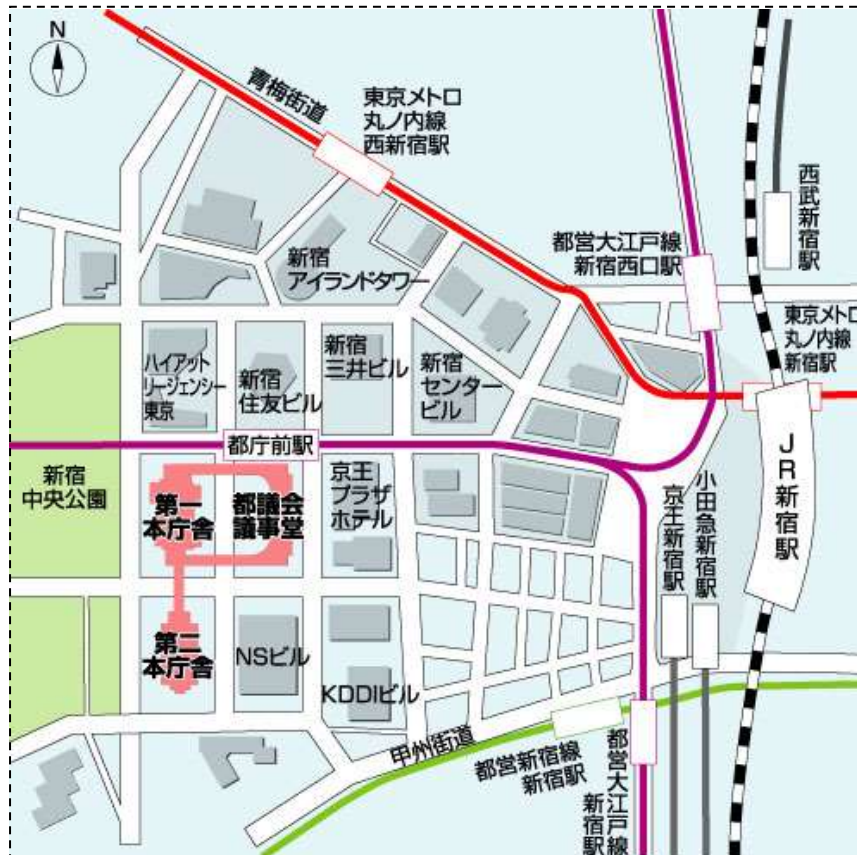 N
青梅街道
東京メトロ
丸ノ内線
西新宿駅
西武新宿駅
都営大江戸線
新宿西口駅
新宿
アイランドタワー
東京メトロ
丸ノ内線
新宿駅
ハイアット
リージェンシー
東京
新宿
住友ビル
新宿
三井ビル
新宿
センター
ビル
都庁前駅
JR新宿駅
新宿
中央公園
第一
本庁舎
都議会
議事堂
京王
プラザ
ホテル
京王新宿駅
小田急新宿駅
第二
本庁舎
NSビル
KDDIビル
甲州街道
都営新宿線
新宿駅
都営大江戸線
新宿駅